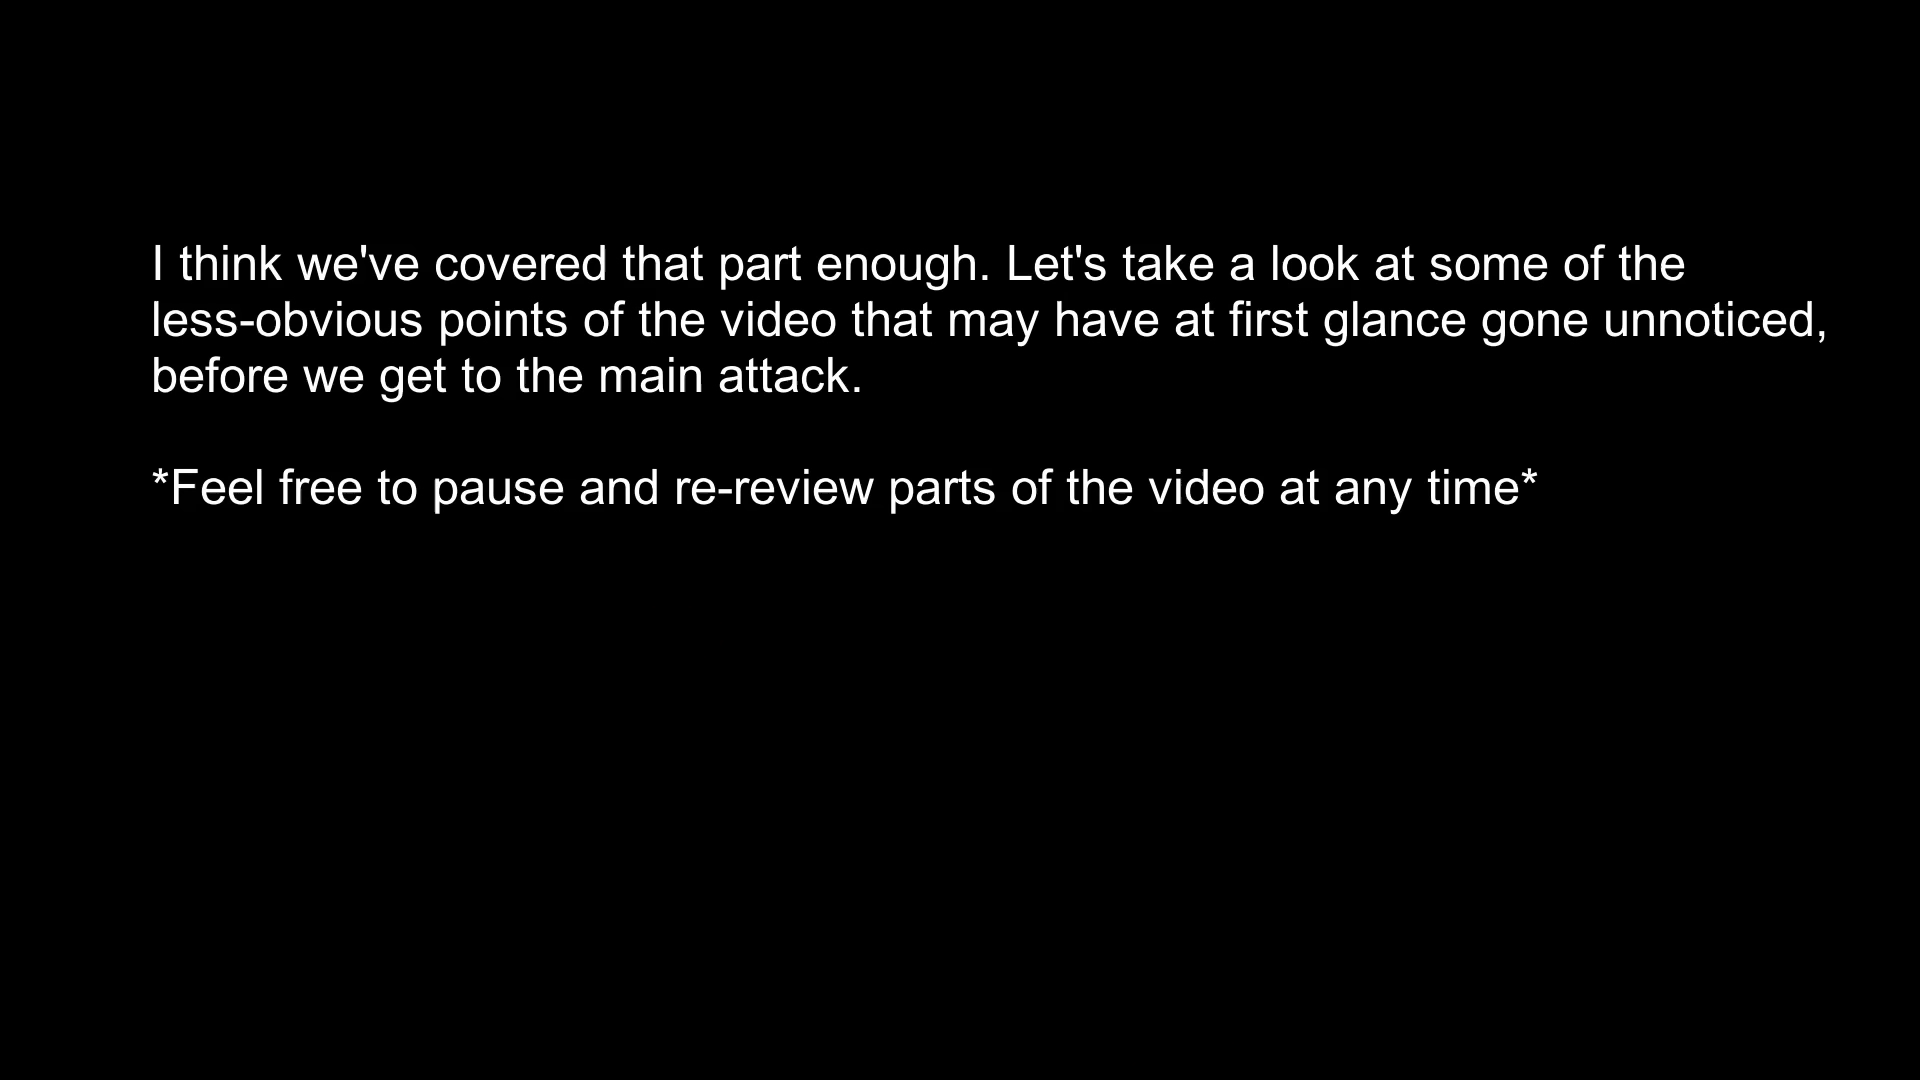 I think we've covered that part enough. Let's take a look at some of the
less-obvious points of the video that may have at first glance gone unnoticed,
before we get to the main attack.
*Feel free to pause and re-review parts of the video at any time*